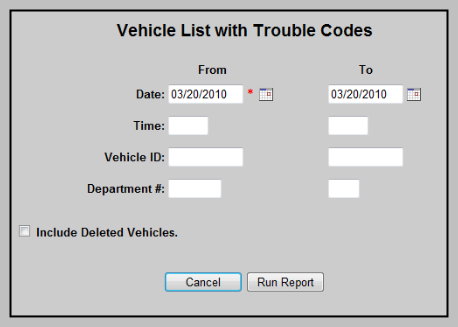 Vehicle List with Trouble Codes
From To
Date: 03/20/2010 * 03/20/2010
Time:
Vehicle ID:
Department #:
Include Deleted Vehicles.
Cancel Run Report